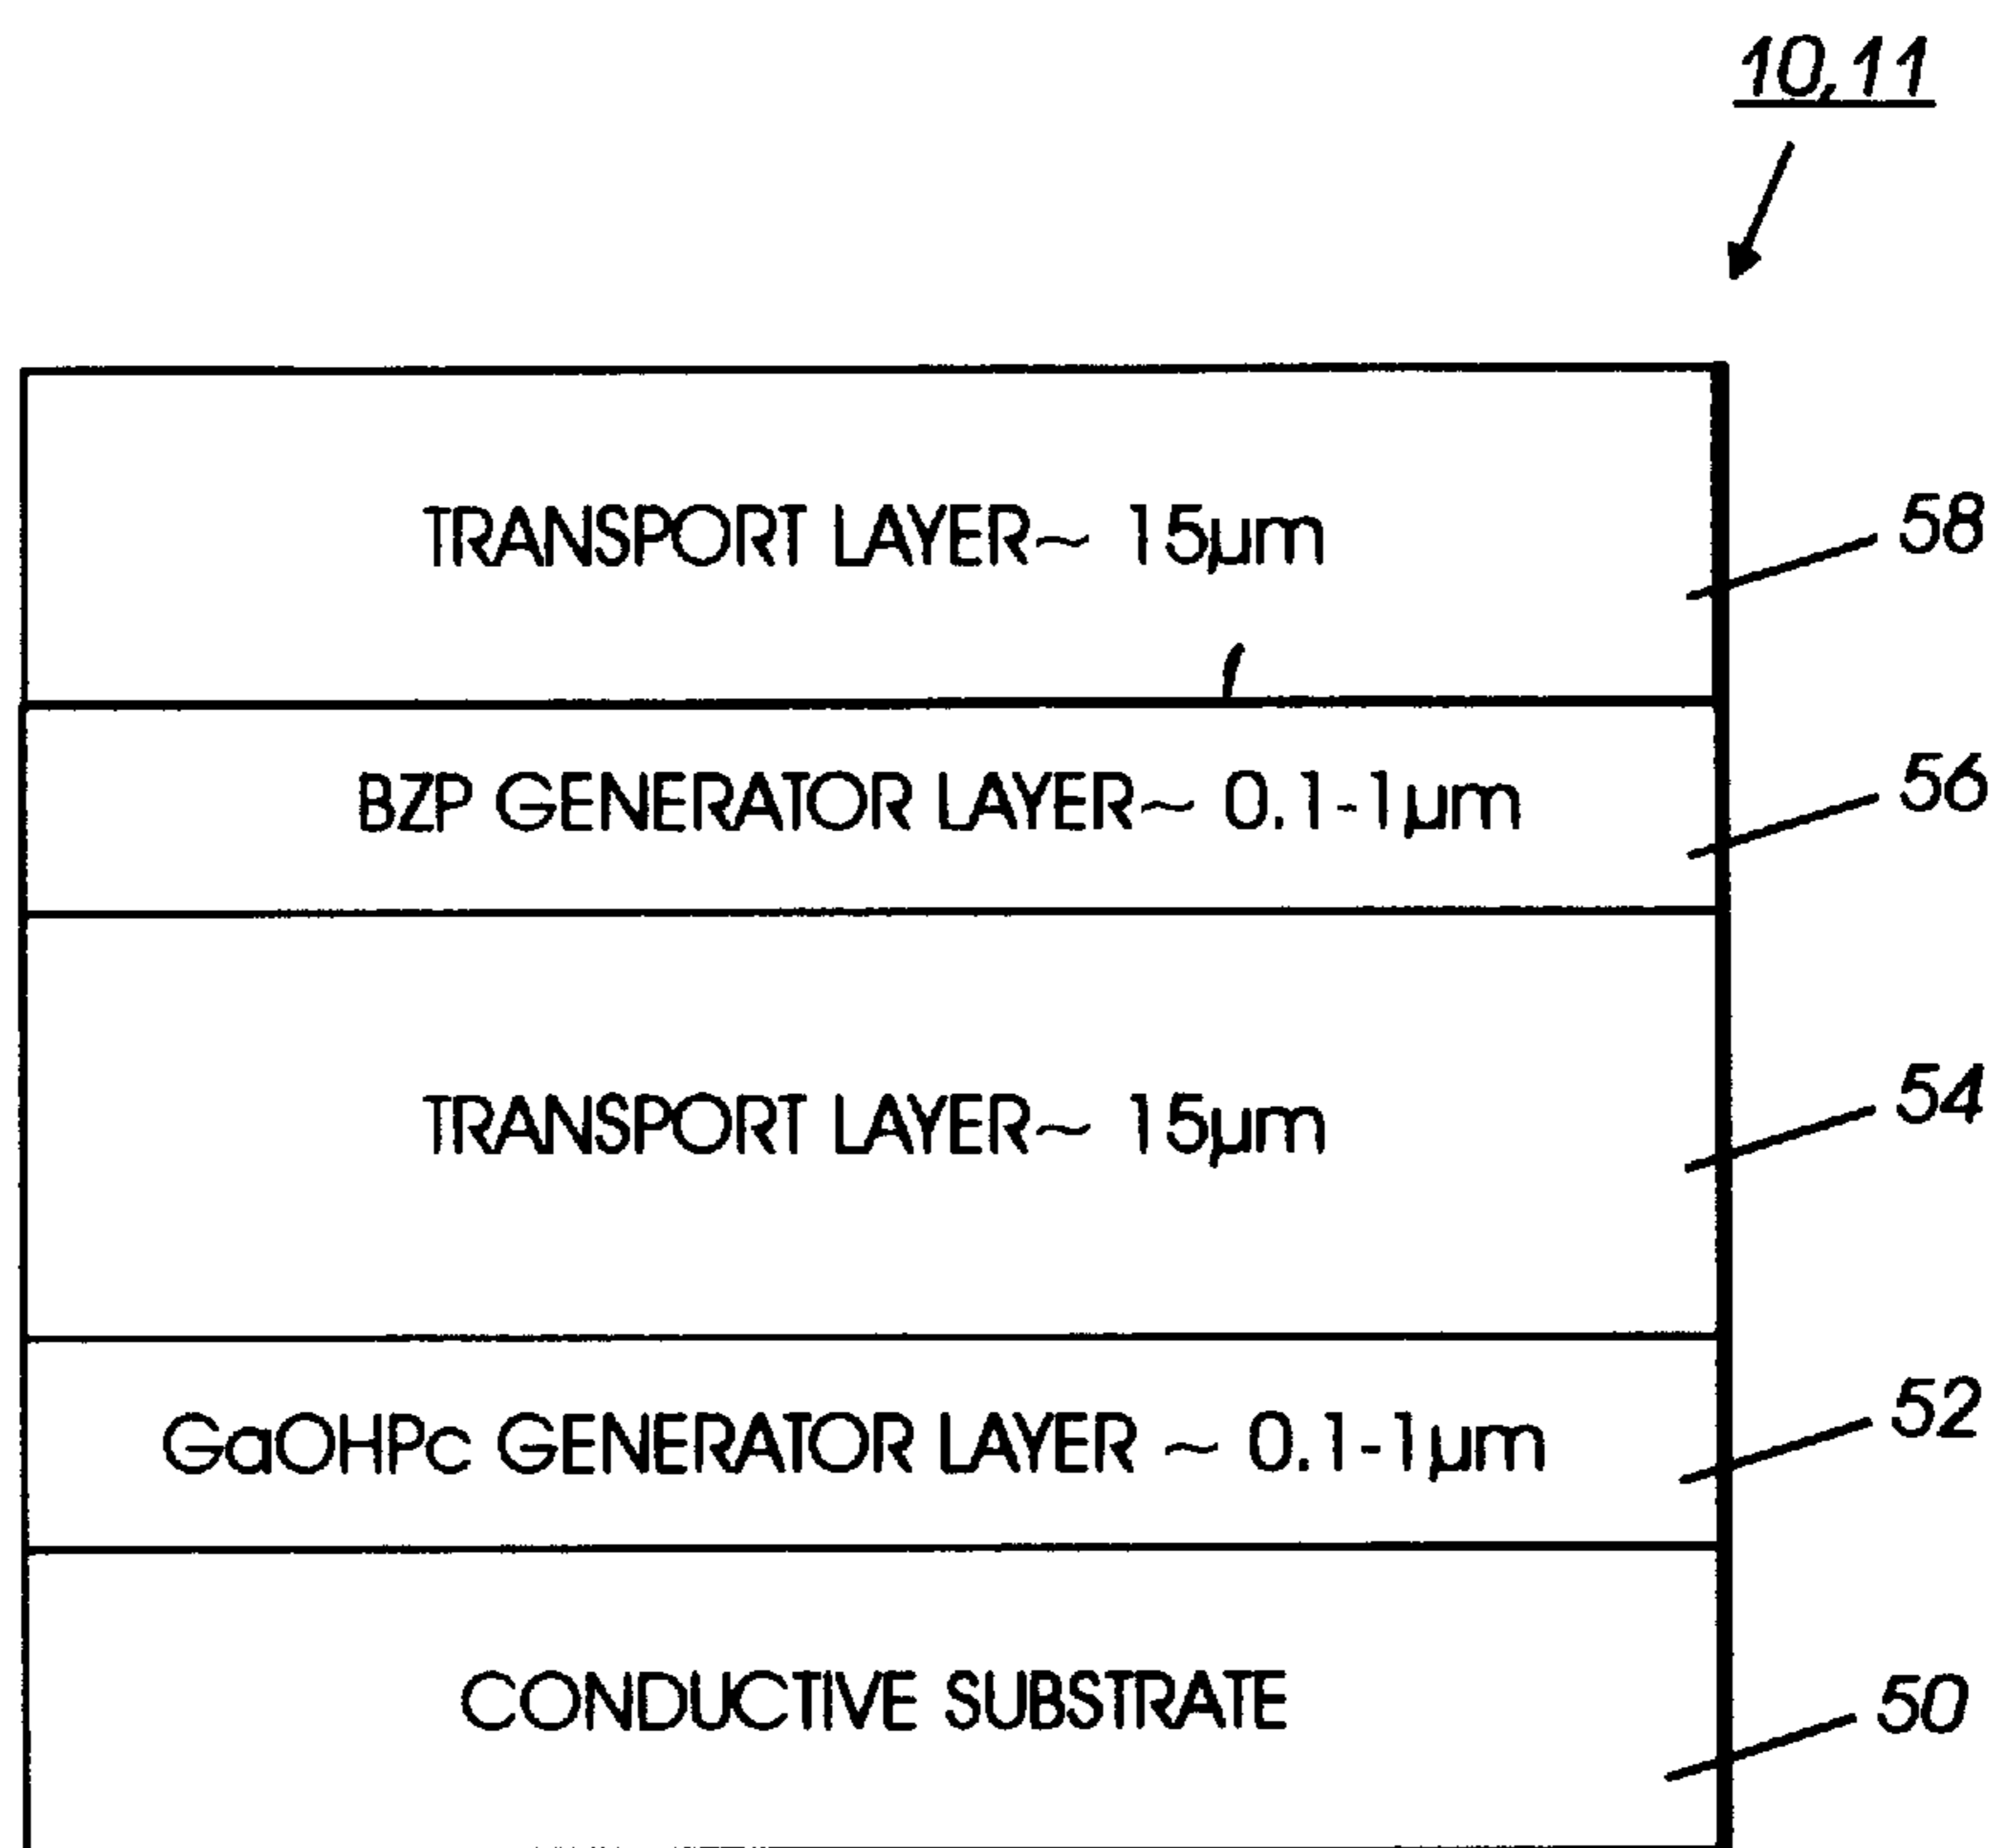 10,11
TRANSPORT LAYER~ 15µm
58
BZP GENERATOR LAYER~ 0.1-1µm
56
TRANSPORT LAYER~ 15µm
54
GaOHPc GENERATOR LAYER ~ 0.1-1µm
52
CONDUCTIVE SUBSTRATE
50